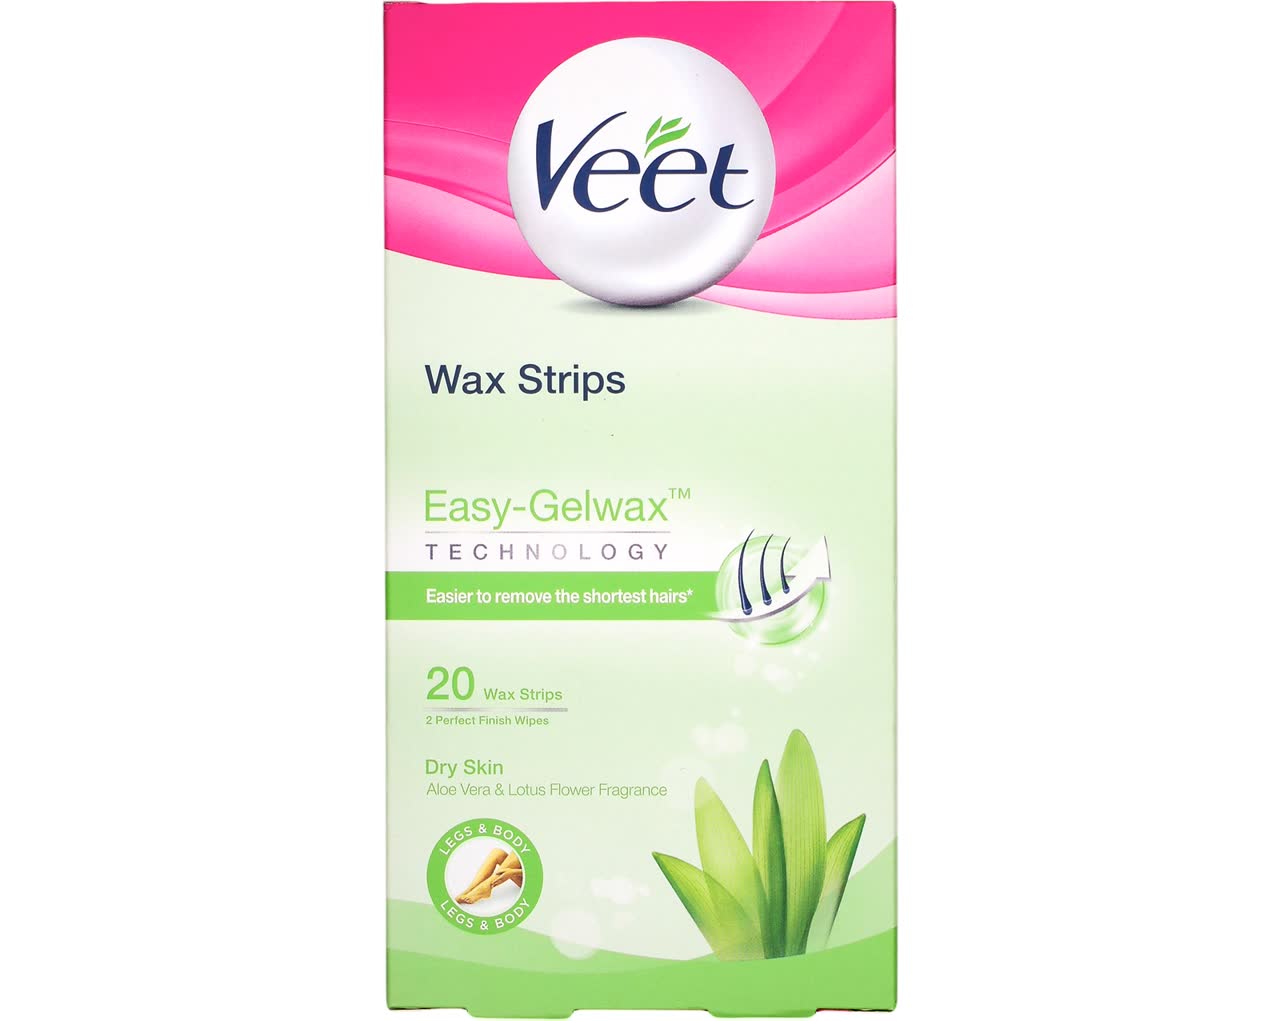 Veet
Wax Strips
Easy-Gelwax™
TECHNOLOGY
Easier to remove the shortest hairs*
20 Wax Strips
2 Perfect Finish Wipes
Dry Skin
Aloe Vera & Lotus Flower Fragrance
LEGS & BODY
LEGS & BODY